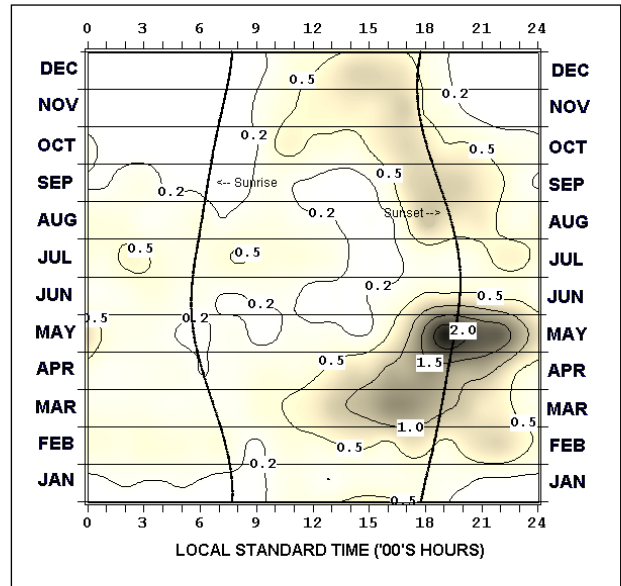 0 3 6 9 12 15 18 21 24
DEC 0.5 DEC
0.2
NOV NOV
0.2
OCT 0.5 OCT
0.5
SEP 0.2 <-- Sunrise 0.5 SEP
AUG 0.2 Sunset --> AUG
JUL 0.5 0.5 JUL
0.2
JUN 0.2 0.5 JUN
0.5 0.2
MAY 2.0 MAY
APR 0.5 1.5 APR
MAR 1.0 0.5 MAR
FEB 0.5 0.5 FEB
0.2
JAN JAN
0.5
0 3 6 9 12 15 18 21 24
LOCAL STANDARD TIME ('00'S HOURS)